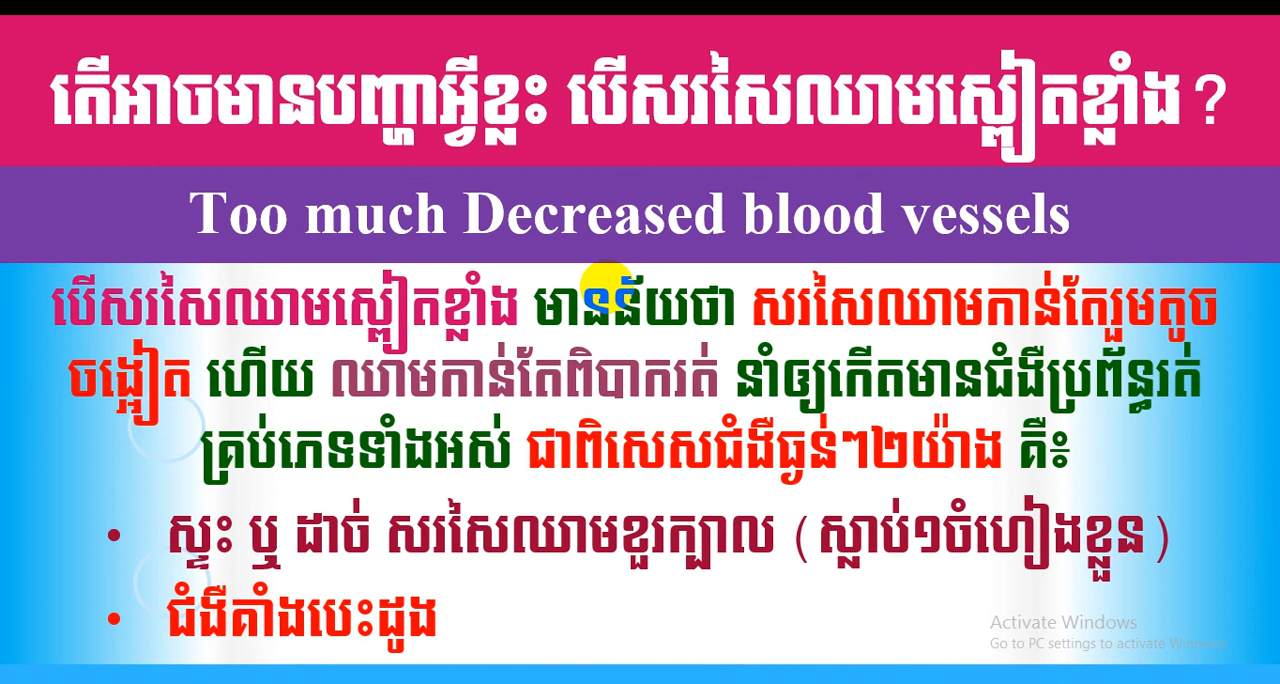 តើអាចមានបញ្ហាអ្វីខ្លះ បើសរសៃឈាមស្ពៀតខ្លាំង?
Too much Decreased blood vessels
បើសរសៃឈាមស្ពៀតខ្លាំង មានន័យថា សរសៃឈាមកាន់តែរួមតូច
ចង្អៀត ហើយ ឈាមកាន់តែពិបាករត់ នាំឲ្យកើតមានជំងឺប្រព័ន្ធរត់
គ្រប់ភេទទាំងអស់ ជាពិសេសជំងឺធ្ងន់ៗ២យ៉ាង គឺ៖
• ស្ទះ ឬ ដាច់ សរសៃឈាមខួរក្បាល (ស្លាប់១ចំហៀងខ្លួន)
• ជំងឺគាំងបេះដូង
Activate Windows
Go to PC settings to activate Windows.